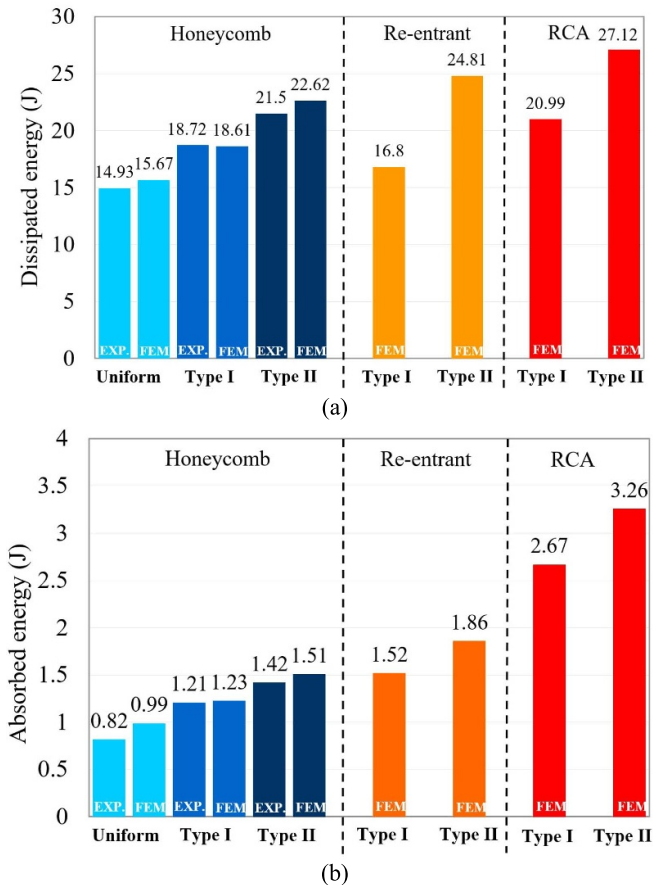 30
25
20
15
10
5
0
Dissipated energy (J)
Honeycomb
Re-entrant
RCA
14.93
15.67
18.72
18.61
21.5
22.62
16.8
24.81
20.99
27.12
EXP. FEM EXP. FEM EXP. FEM FEM FEM FEM FEM
Uniform Type I Type II Type I Type II Type I Type II
(a)
4
3.5
3
2.5
2
1.5
1
0.5
0
Absorbed energy (J)
Honeycomb
Re-entrant
RCA
0.82
0.99
1.21
1.23
1.42
1.51
1.52
1.86
2.67
3.26
EXP. FEM EXP. FEM EXP. FEM FEM FEM FEM FEM
Uniform Type I Type II Type I Type II Type I Type II
(b)